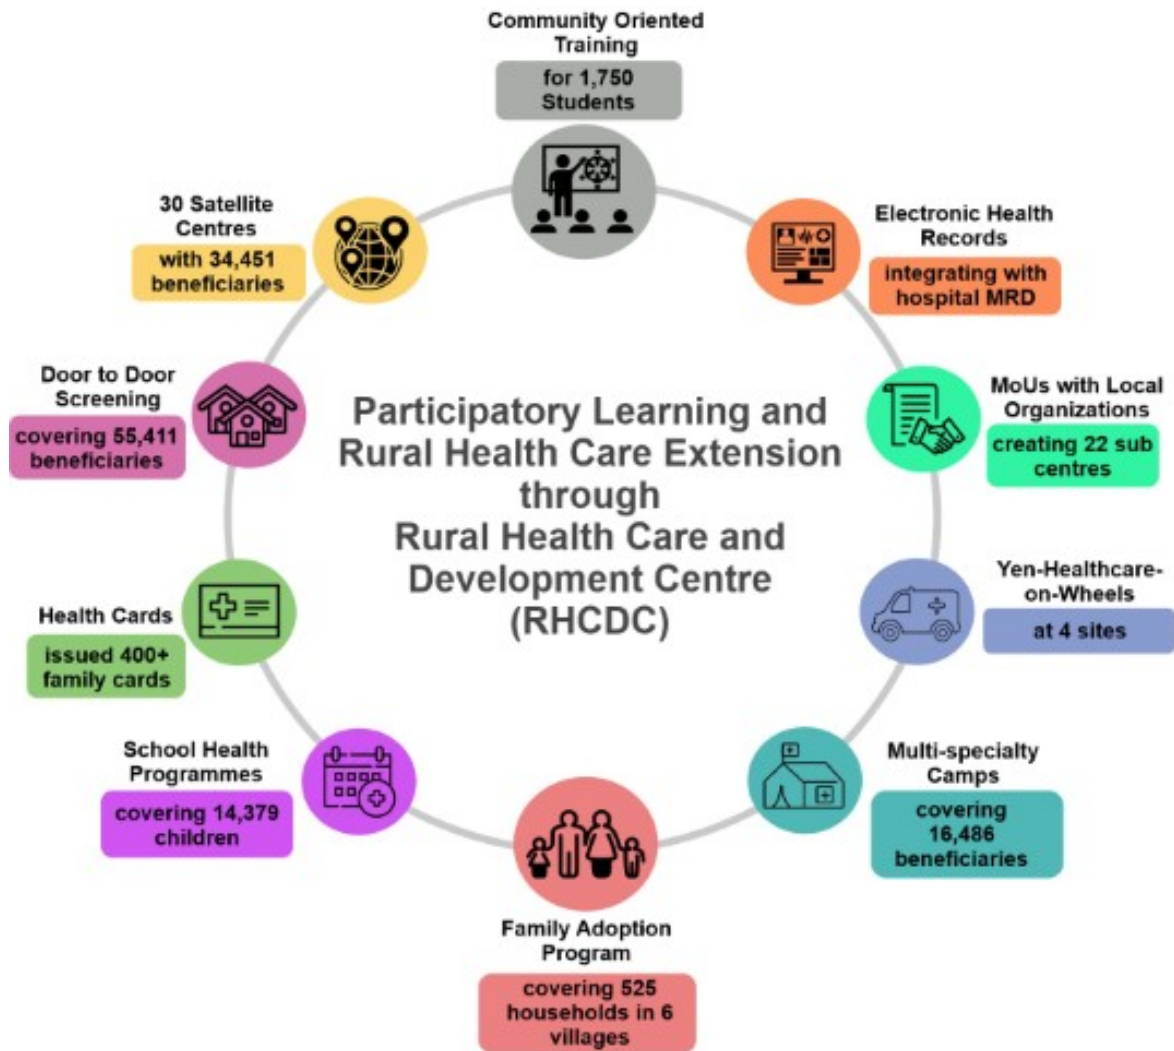 Community Oriented
Training
for 1,750
Students
Electronic Health
Records
integrating with
hospital MRD
MoUs with Local
Organizations
creating 22 sub
centres
Yen-Healthcare-
on-Wheels
at 4 sites
Multi-specialty
Camps
covering
16,486
beneficiaries
Family Adoption
Program
covering 525
households in 6
villages
School Health
Programmes
covering 14,379
children
Health Cards
issued 400+
family cards
Door to Door
Screening
covering 55,411
beneficiaries
30 Satellite
Centres
with 34,451
beneficiaries
Participatory Learning and
Rural Health Care Extension
through
Rural Health Care and
Development Centre
(RHCDC)